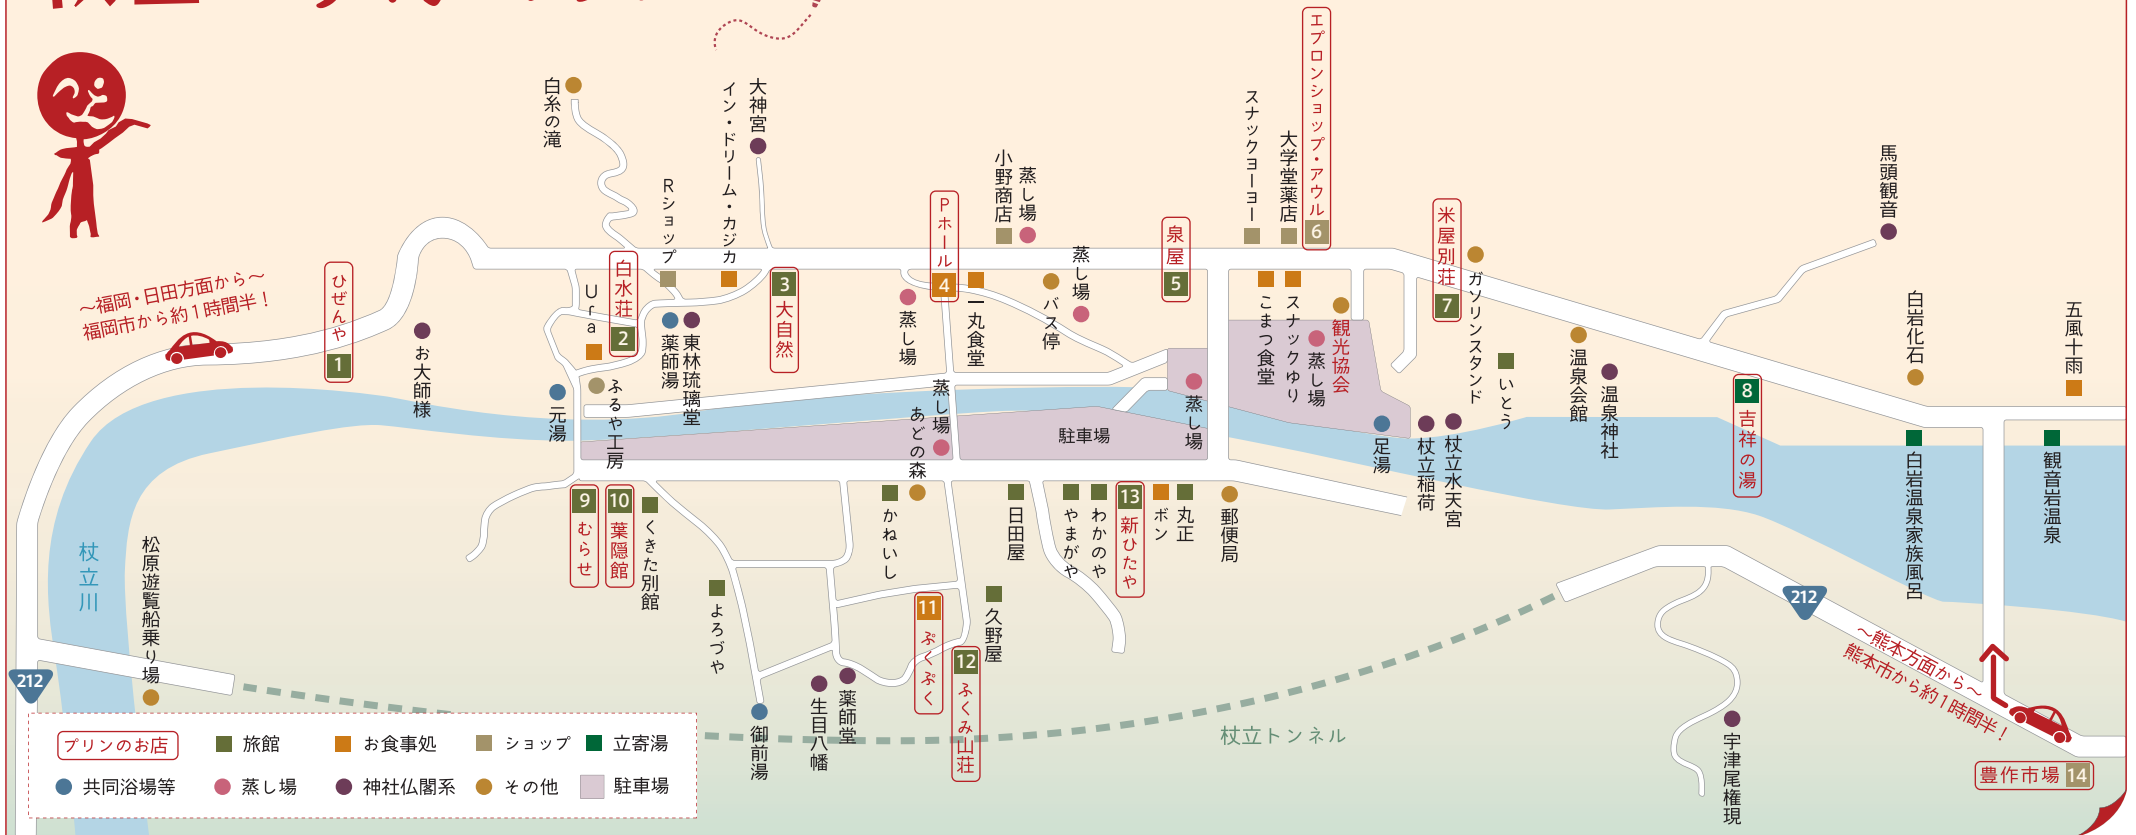 白糸の滝
Rショップ
イン・ドリーム・カジカ
大神宮
Pホール
4
小野商店
蒸し場
一丸食堂
バス停
蒸し場
泉屋
5
スナックヨーヨー
大学堂薬店
エプロンショップ・アウル
6
米屋別荘
7
ガソリンスタンド
馬頭観音
白岩化石
五風十雨
～福岡・日田方面から～
福岡市から約1時間半！
ひぜんや
1
お大師様
Ura
白水荘
2
薬師湯
東林琉璃堂
3
大自然
蒸し場
元湯
ふるや工房
あどの森
蒸し場
駐車場
蒸し場
こまつ食堂
スナックゆり
蒸し場
観光協会
足湯
杖立稲荷
杖立水天宮
いとう
温泉会館
温泉神社
8
吉祥の湯
白岩温泉家族風呂
観音岩温泉
杖立川
松原遊覧船乗り場
9
むらせ
10
葉隠館
くきた別館
よろづや
かねいし
日田屋
やまがや
わかのや
13
新ひたや
ボン
丸正
郵便局
11
ぷくぷく
久野屋
12
ふくみ山荘
御前湯
生目八幡
薬師堂
杖立トンネル
212
212
～熊本方面から～
熊本市から約1時間半！
宇津尾権現
豊作市場 14
プリンのお店
旅館
お食事処
ショップ
立寄湯
共同浴場等
蒸し場
神社仏閣系
その他
駐車場